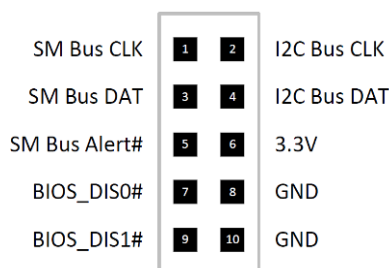 SM Bus CLK 1 2 I2C Bus CLK
SM Bus DAT 3 4 I2C Bus DAT
SM Bus Alert# 5 6 3.3V
BIOS_DIS0# 7 8 GND
BIOS_DIS1# 9 10 GND